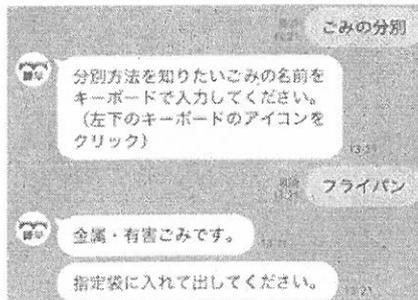 ごみの分別
分別方法を知りたいごみの名前を
キーボードで入力してください。
（左下のキーボードのアイコンを
クリック）
13:21
フライパン
金属・有害ごみです。
指定袋に入れて出してください。
13:21